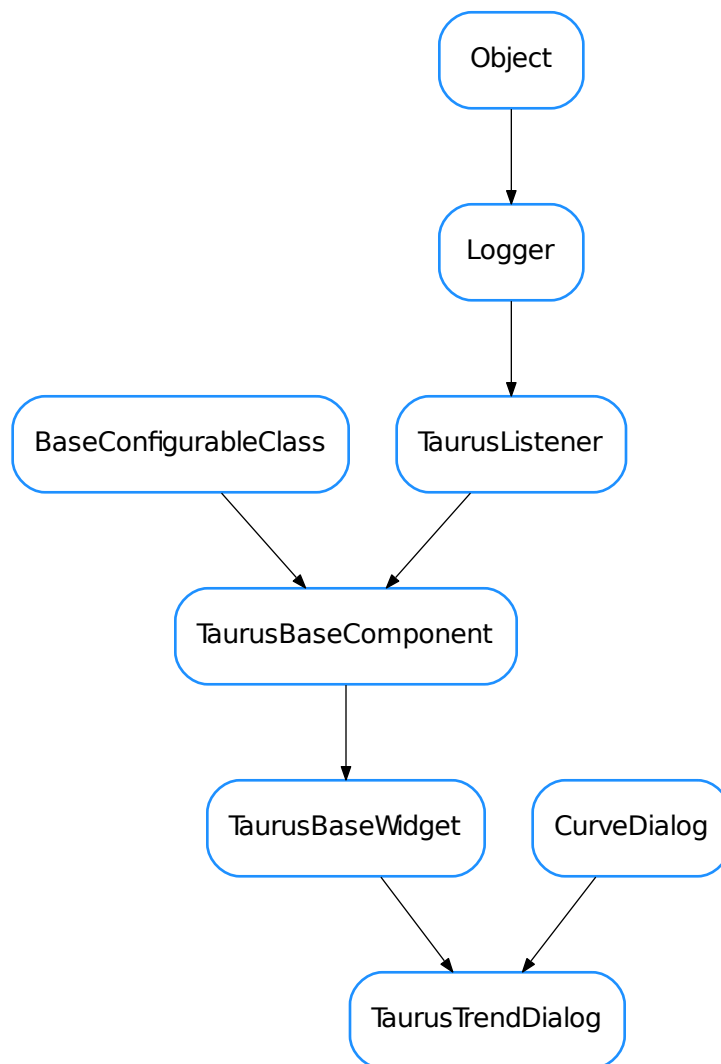 Object
Logger
BaseConfigurableClass
TaurusListener
TaurusBaseComponent
TaurusBaseWidget
CurveDialog
TaurusTrendDialog